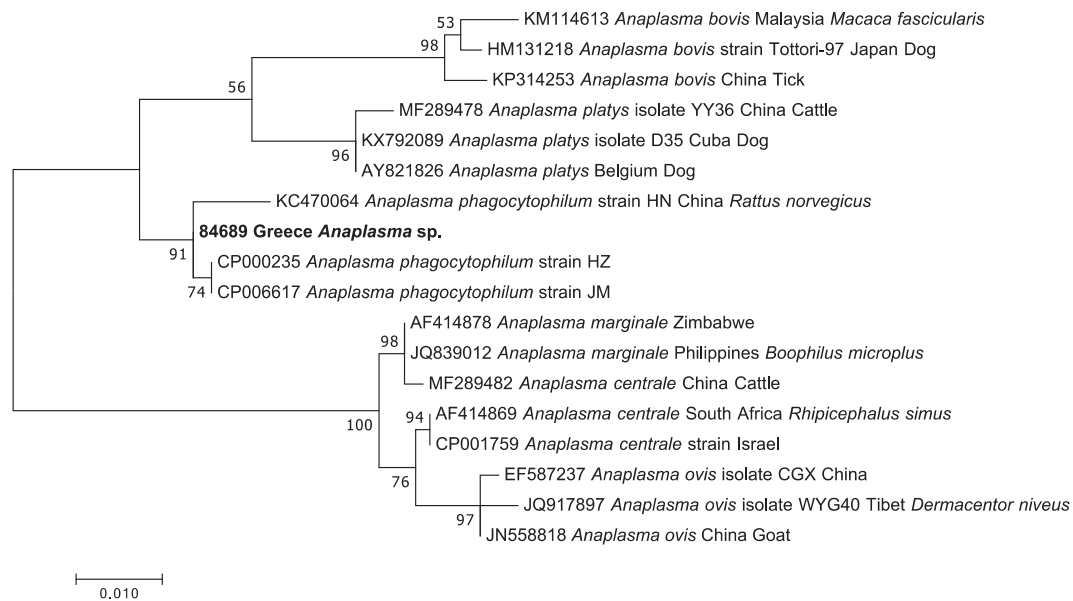 53 KM114613 Anaplasma bovis Malaysia Macaca fascicularis
98 HM131218 Anaplasma bovis strain Tottori-97 Japan Dog
KP314253 Anaplasma bovis China Tick
56
MF289478 Anaplasma platys isolate YY36 China Cattle
KX792089 Anaplasma platys isolate D35 Cuba Dog
96
AY821826 Anaplasma platys Belgium Dog
KC470064 Anaplasma phagocytophilum strain HN China Rattus norvegicus
84689 Greece Anaplasma sp.
91
CP000235 Anaplasma phagocytophilum strain HZ
74 CP006617 Anaplasma phagocytophilum strain JM
AF414878 Anaplasma marginale Zimbabwe
98
JQ839012 Anaplasma marginale Philippines Boophilus microplus
MF289482 Anaplasma centrale China Cattle
94 AF414869 Anaplasma centrale South Africa Rhipicephalus simus
100
CP001759 Anaplasma centrale strain Israel
EF587237 Anaplasma ovis isolate CGX China
76
JQ917897 Anaplasma ovis isolate WYG40 Tibet Dermacentor niveus
97
JN558818 Anaplasma ovis China Goat
0.010